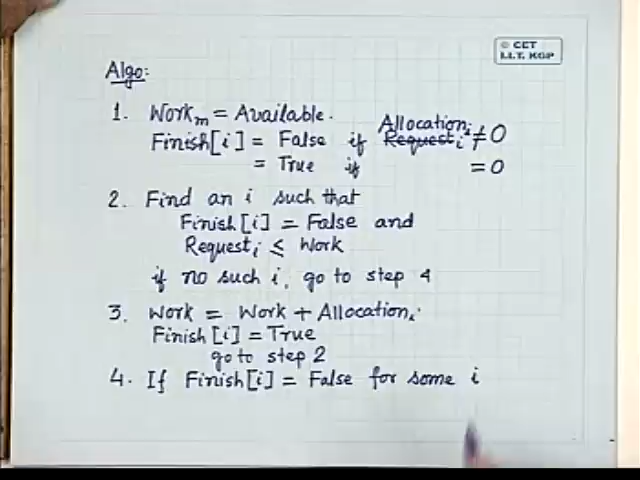 © CET
I.I.T. KGP
Algo:
1. Work_m = Available.
Allocation_i
Finish[i] = False if Request_i ≠ 0
= True if = 0
2. Find an i such that
Finish[i] = False and
Request_i ≤ Work
if no such i, go to step 4
3. Work = Work + Allocation_i.
Finish[i] = True
go to step 2
4. If Finish[i] = False for some i